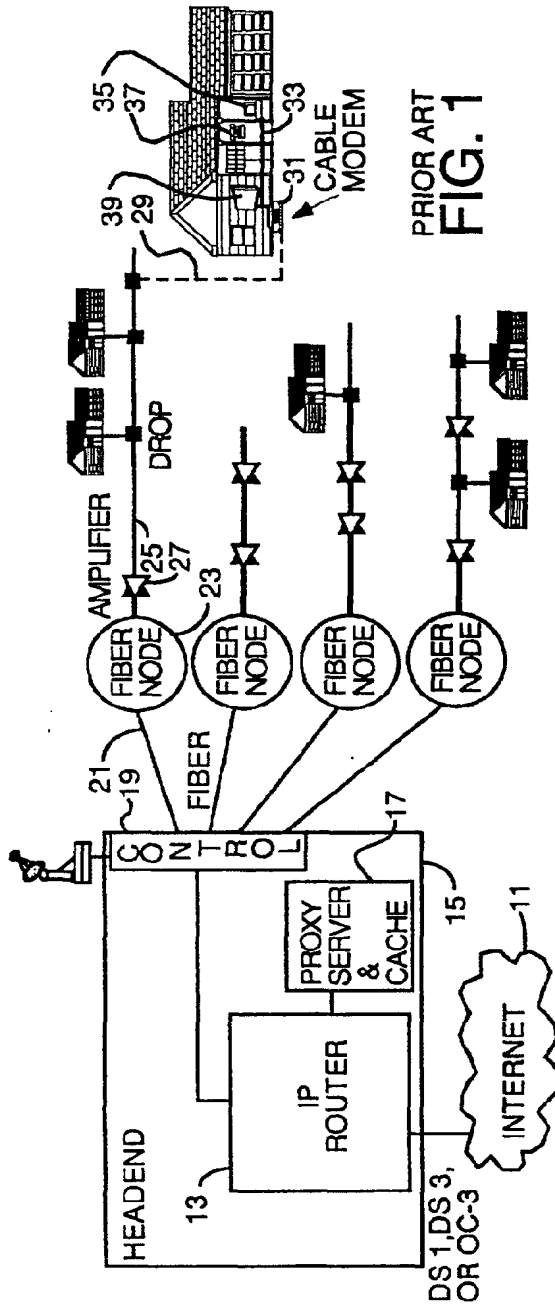 HEADEND
13
IP
ROUTER
PROXY
SERVER
&
CACHE
17
15
CONTROL
19
21
FIBER
DS 1,DS 3,
OR OC-3
INTERNET
11
FIBER
NODE
23
FIBER
NODE
FIBER
NODE
FIBER
NODE
AMPLIFIER
25
27
DROP
39
29
35
37
33
31
CABLE
MODEM
PRIOR ART
FIG. 1